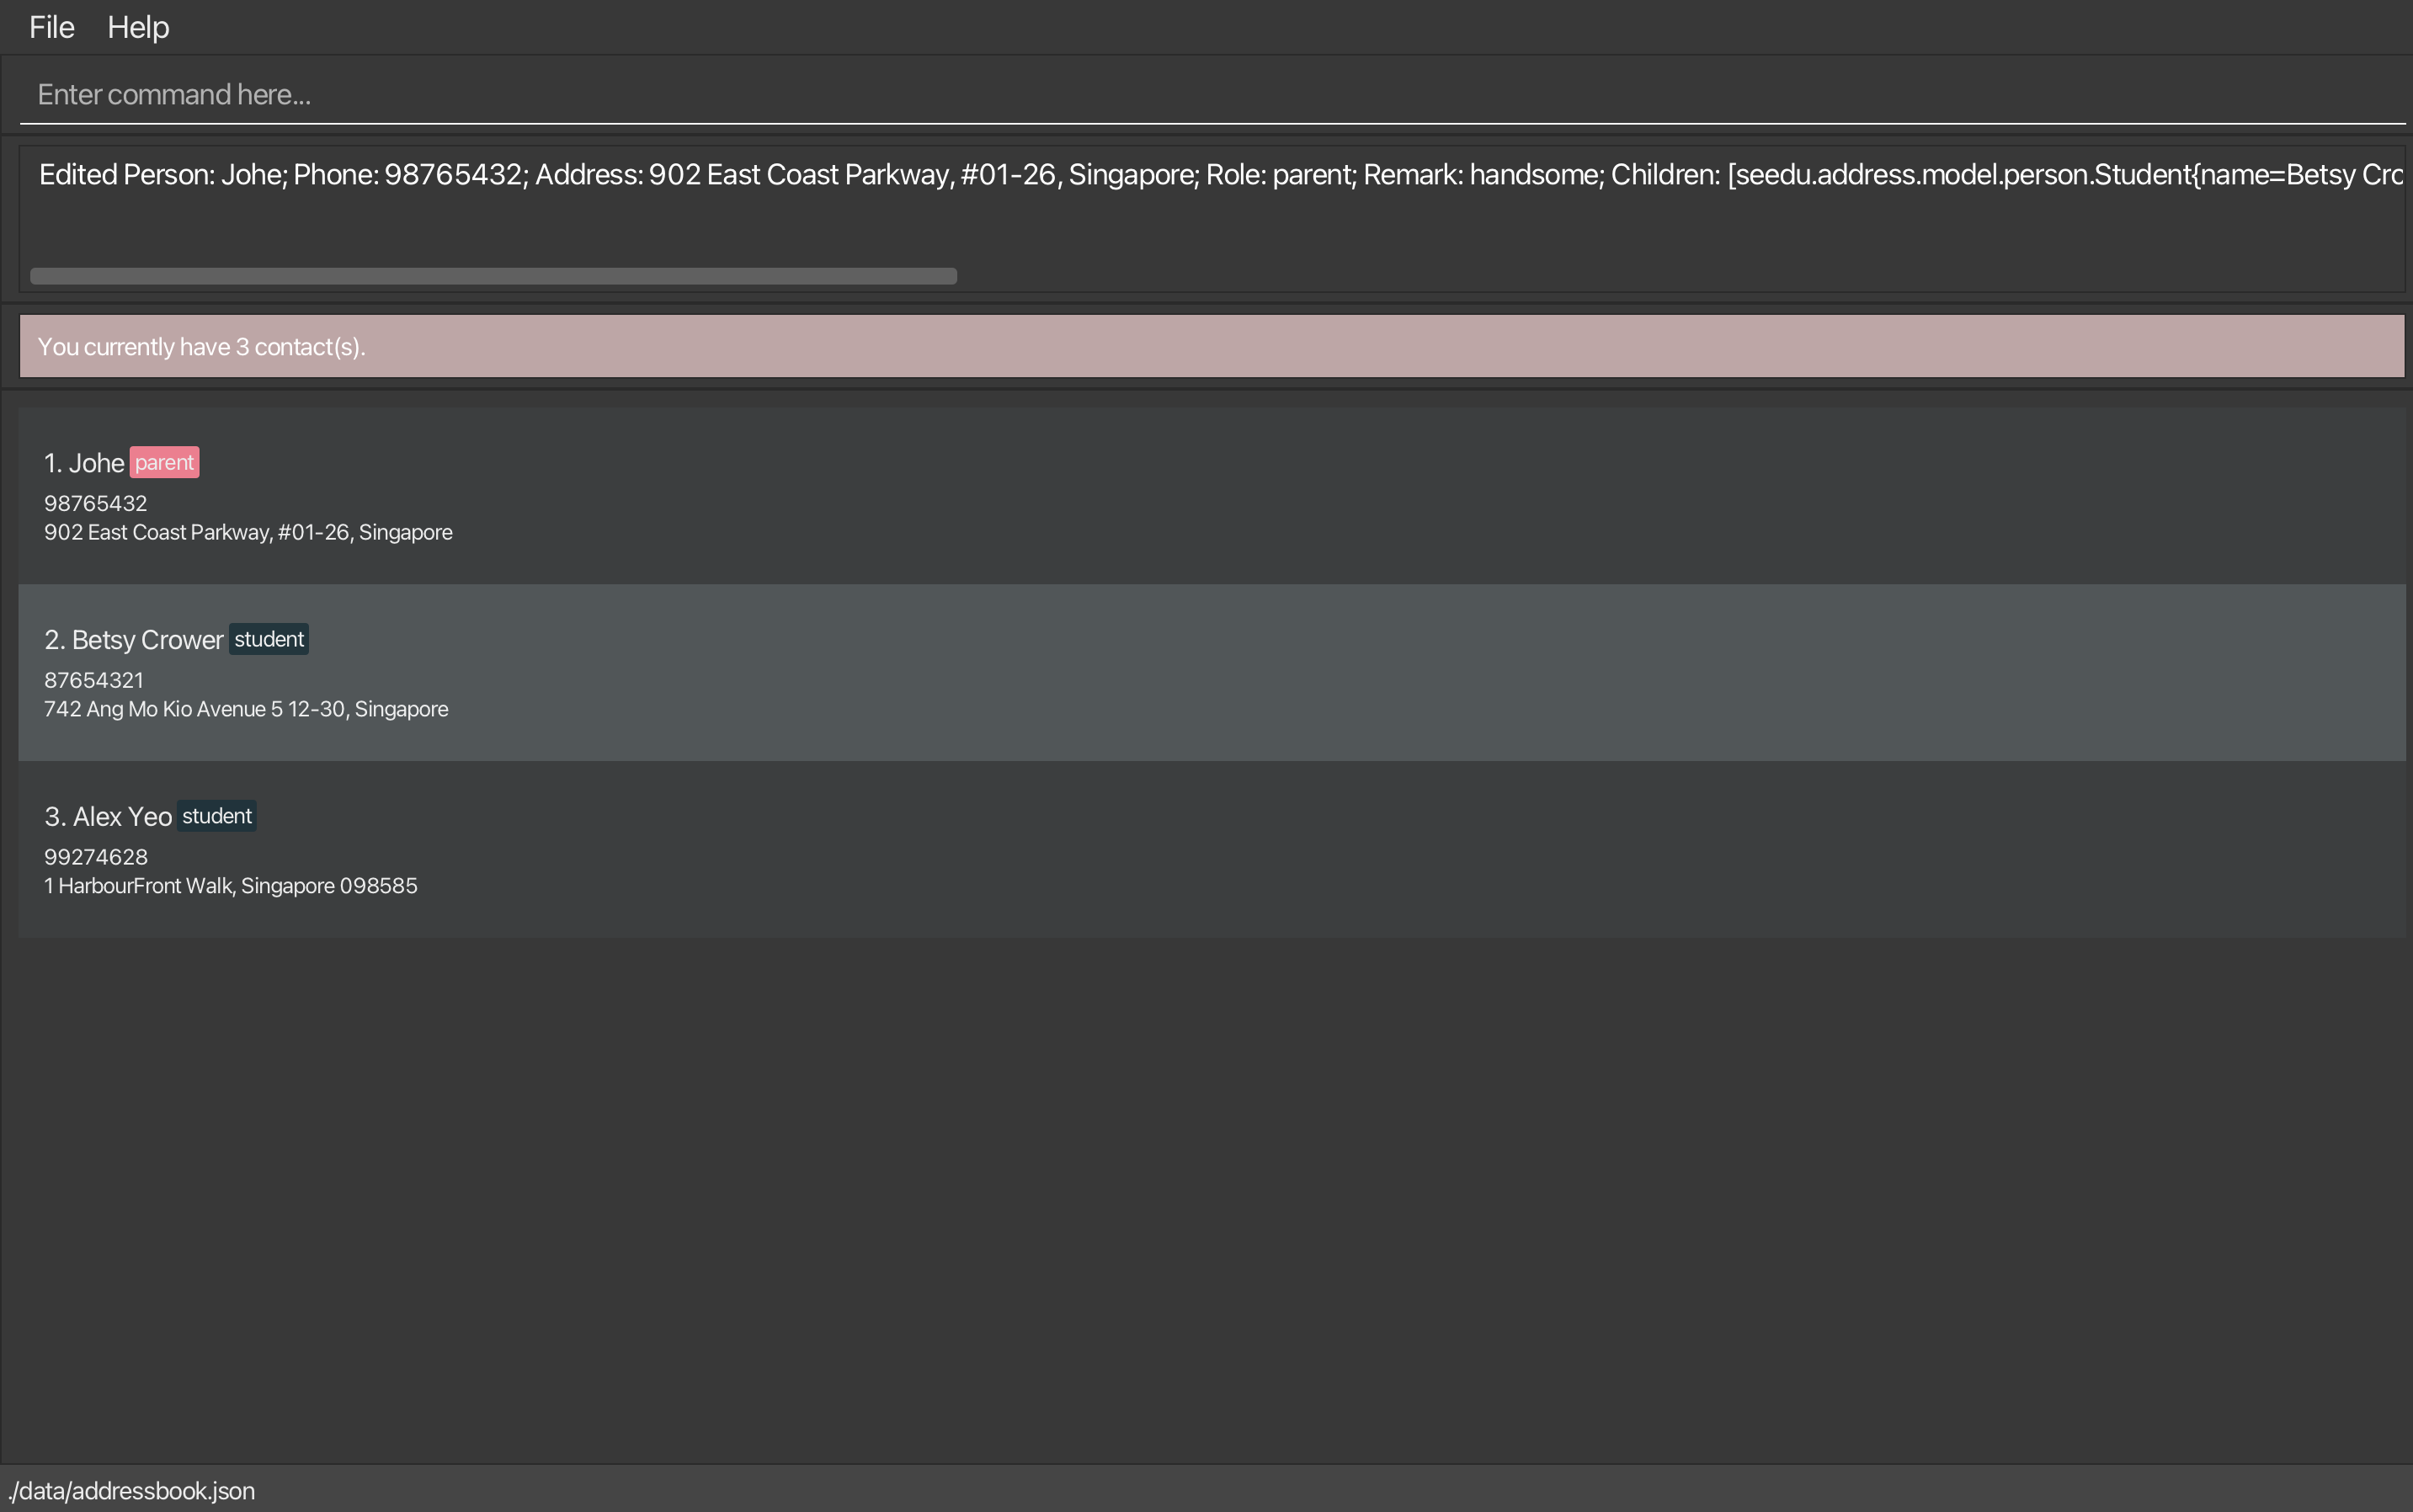 File Help
Enter command here...
Edited Person: Johe; Phone: 98765432; Address: 902 East Coast Parkway, #01-26, Singapore; Role: parent; Remark: handsome; Children: [seedu.address.model.person.Student{name=Betsy Cro
You currently have 3 contact(s).
1. Johe parent
98765432
902 East Coast Parkway, #01-26, Singapore
2. Betsy Crower student
87654321
742 Ang Mo Kio Avenue 5 12-30, Singapore
3. Alex Yeo student
99274628
1 HarbourFront Walk, Singapore 098585
./data/addressbook.json